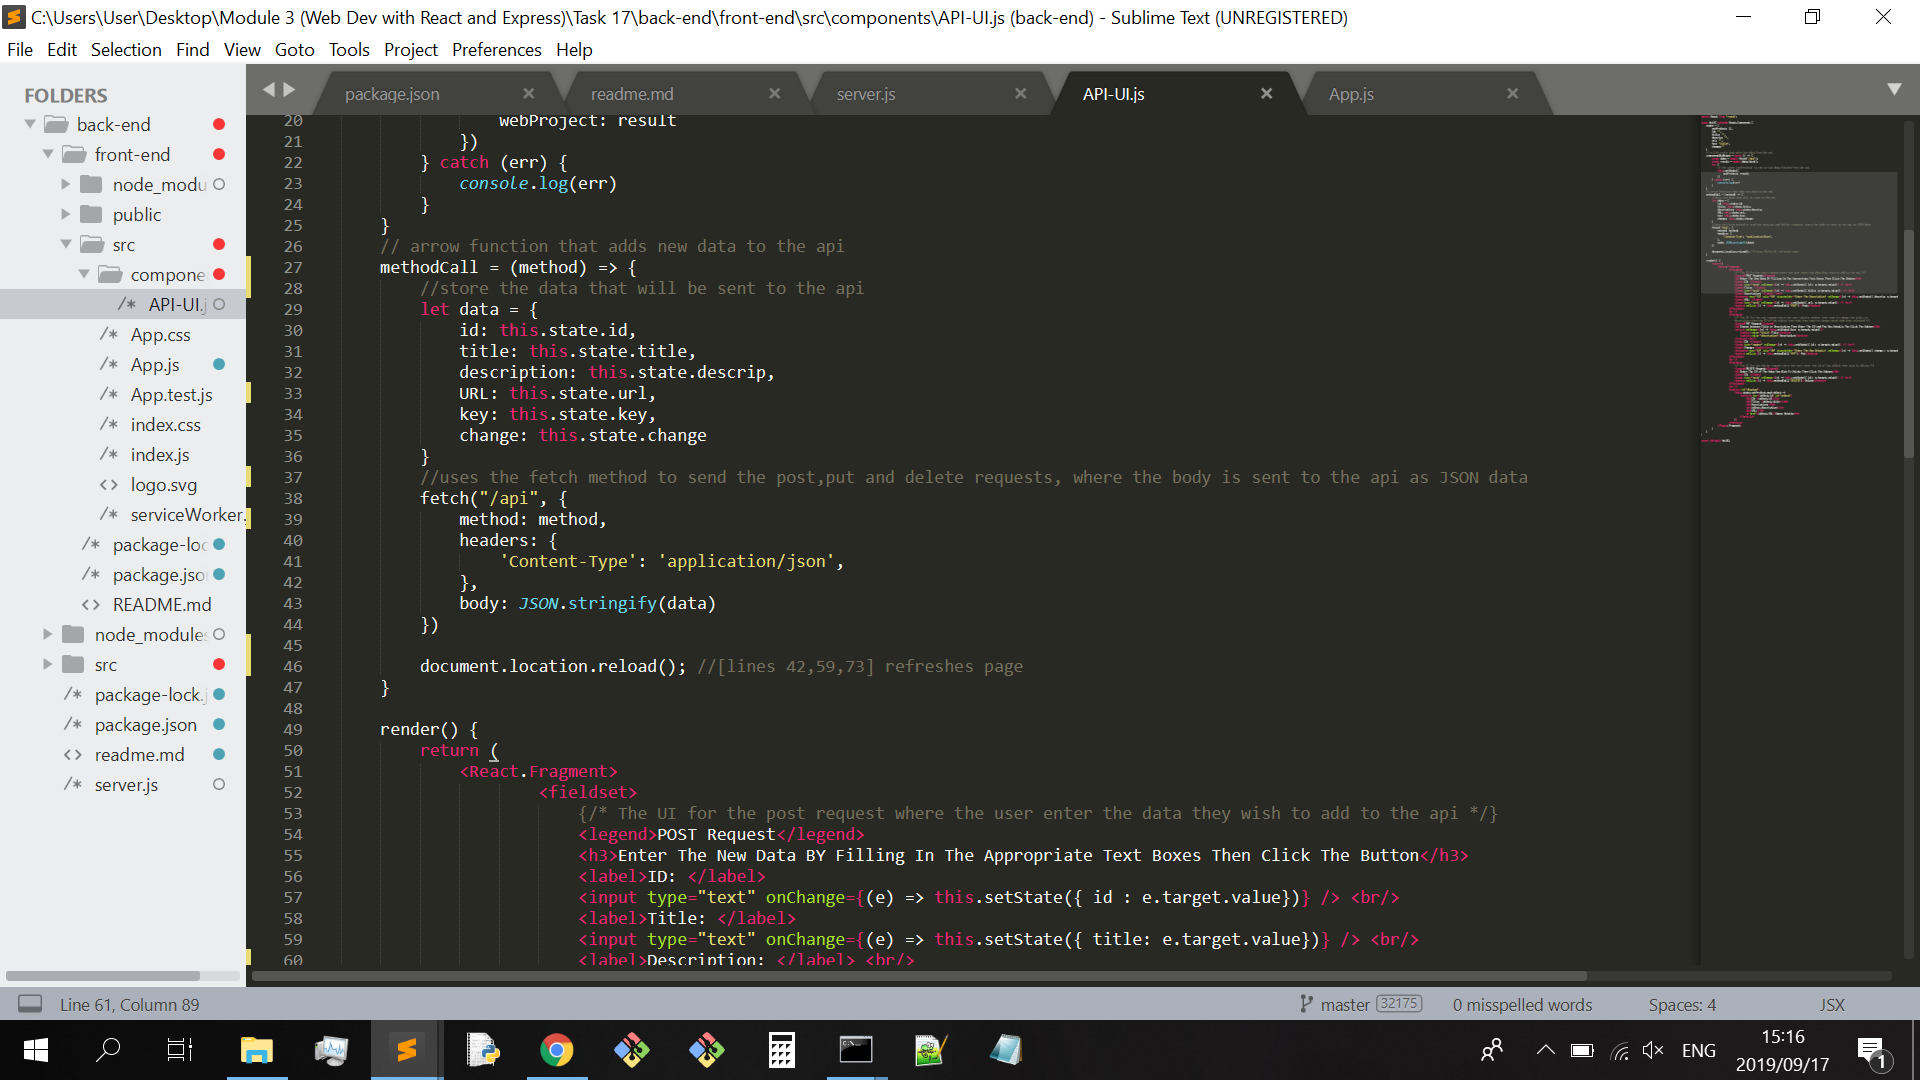 C:\Users\User\Desktop\Module 3 (Web Dev with React and Express)\Task 17\back-end\front-end\src\components\API-UI.js (back-end) - Sublime Text (UNREGISTERED)
File Edit Selection Find View Goto Tools Project Preferences Help
FOLDERS
back-end
front-end
node_modu
public
src
compone
/* API-UI.j
/* App.css
/* App.js
/* App.test.js
/* index.css
/* index.js
<> logo.svg
/* serviceWorker.
/* package-loc
/* package.jso
<> README.md
node_modules
src
/* package-lock.j
/* package.json
<> readme.md
/* server.js
package.json
readme.md
server.js
API-UI.js
App.js
20 webProject: result
21 })
22 } catch (err) {
23 console.log(err)
24 }
25 }
26 // arrow function that adds new data to the api
27 methodCall = (method) => {
28 //store the data that will be sent to the api
29 let data = {
30 id: this.state.id,
31 title: this.state.title,
32 description: this.state.descrip,
33 URL: this.state.url,
34 key: this.state.key,
35 change: this.state.change
36 }
37 //uses the fetch method to send the post,put and delete requests, where the body is sent to the api as JSON data
38 fetch("/api", {
39 method: method,
40 headers: {
41 'Content-Type': 'application/json',
42 },
43 body: JSON.stringify(data)
44 })
45
46 document.location.reload(); //[lines 42,59,73] refreshes page
47 }
48
49 render() {
50 return (
51 <React.Fragment>
52 <fieldset>
53 {/* The UI for the post request where the user enter the data they wish to add to the api */}
54 <legend>POST Request</legend>
55 <h3>Enter The New Data BY Filling In The Appropriate Text Boxes Then Click The Button</h3>
56 <label>ID: </label>
57 <input type="text" onChange={(e) => this.setState({ id : e.target.value})} /> <br/>
58 <label>Title: </label>
59 <input type="text" onChange={(e) => this.setState({ title: e.target.value})} /> <br/>
60 <label>Description: </label> <br/>
Line 61, Column 89
master 32175
0 misspelled words
Spaces: 4
JSX
ENG
15:16
2019/09/17
1